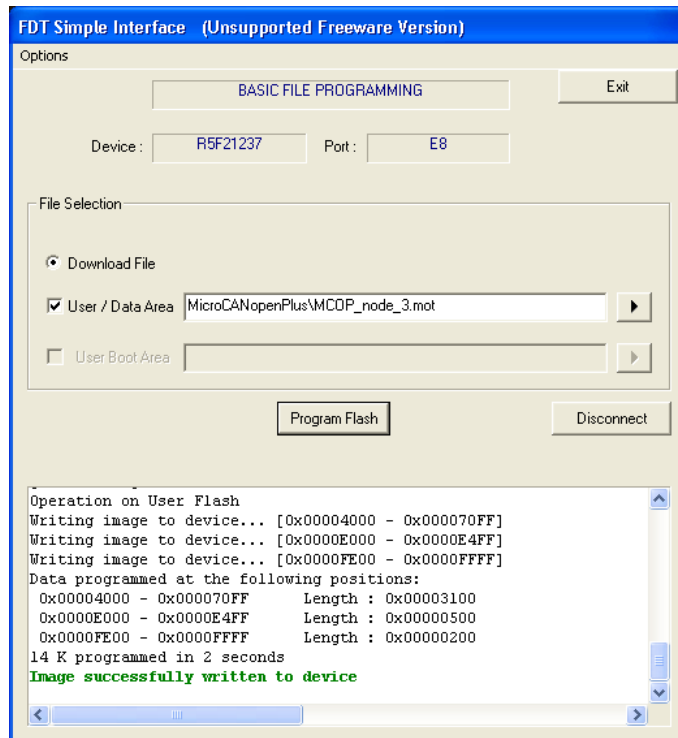 FDT Simple Interface (Unsupported Freeware Version)
Options
BASIC FILE PROGRAMMING
Exit
Device : R5F21237 Port : E8
File Selection
Download File
User / Data Area MicroCANopenPlus\MCOP_node_3.mot
User Boot Area
Program Flash Disconnect
Operation on User Flash
Writing image to device... [0x00004000 - 0x000070FF]
Writing image to device... [0x0000E000 - 0x0000E4FF]
Writing image to device... [0x0000FE00 - 0x0000FFFF]
Data programmed at the following positions:
0x00004000 - 0x000070FF Length : 0x00003100
0x0000E000 - 0x0000E4FF Length : 0x00000500
0x0000FE00 - 0x0000FFFF Length : 0x00000200
14 K programmed in 2 seconds
Image successfully written to device